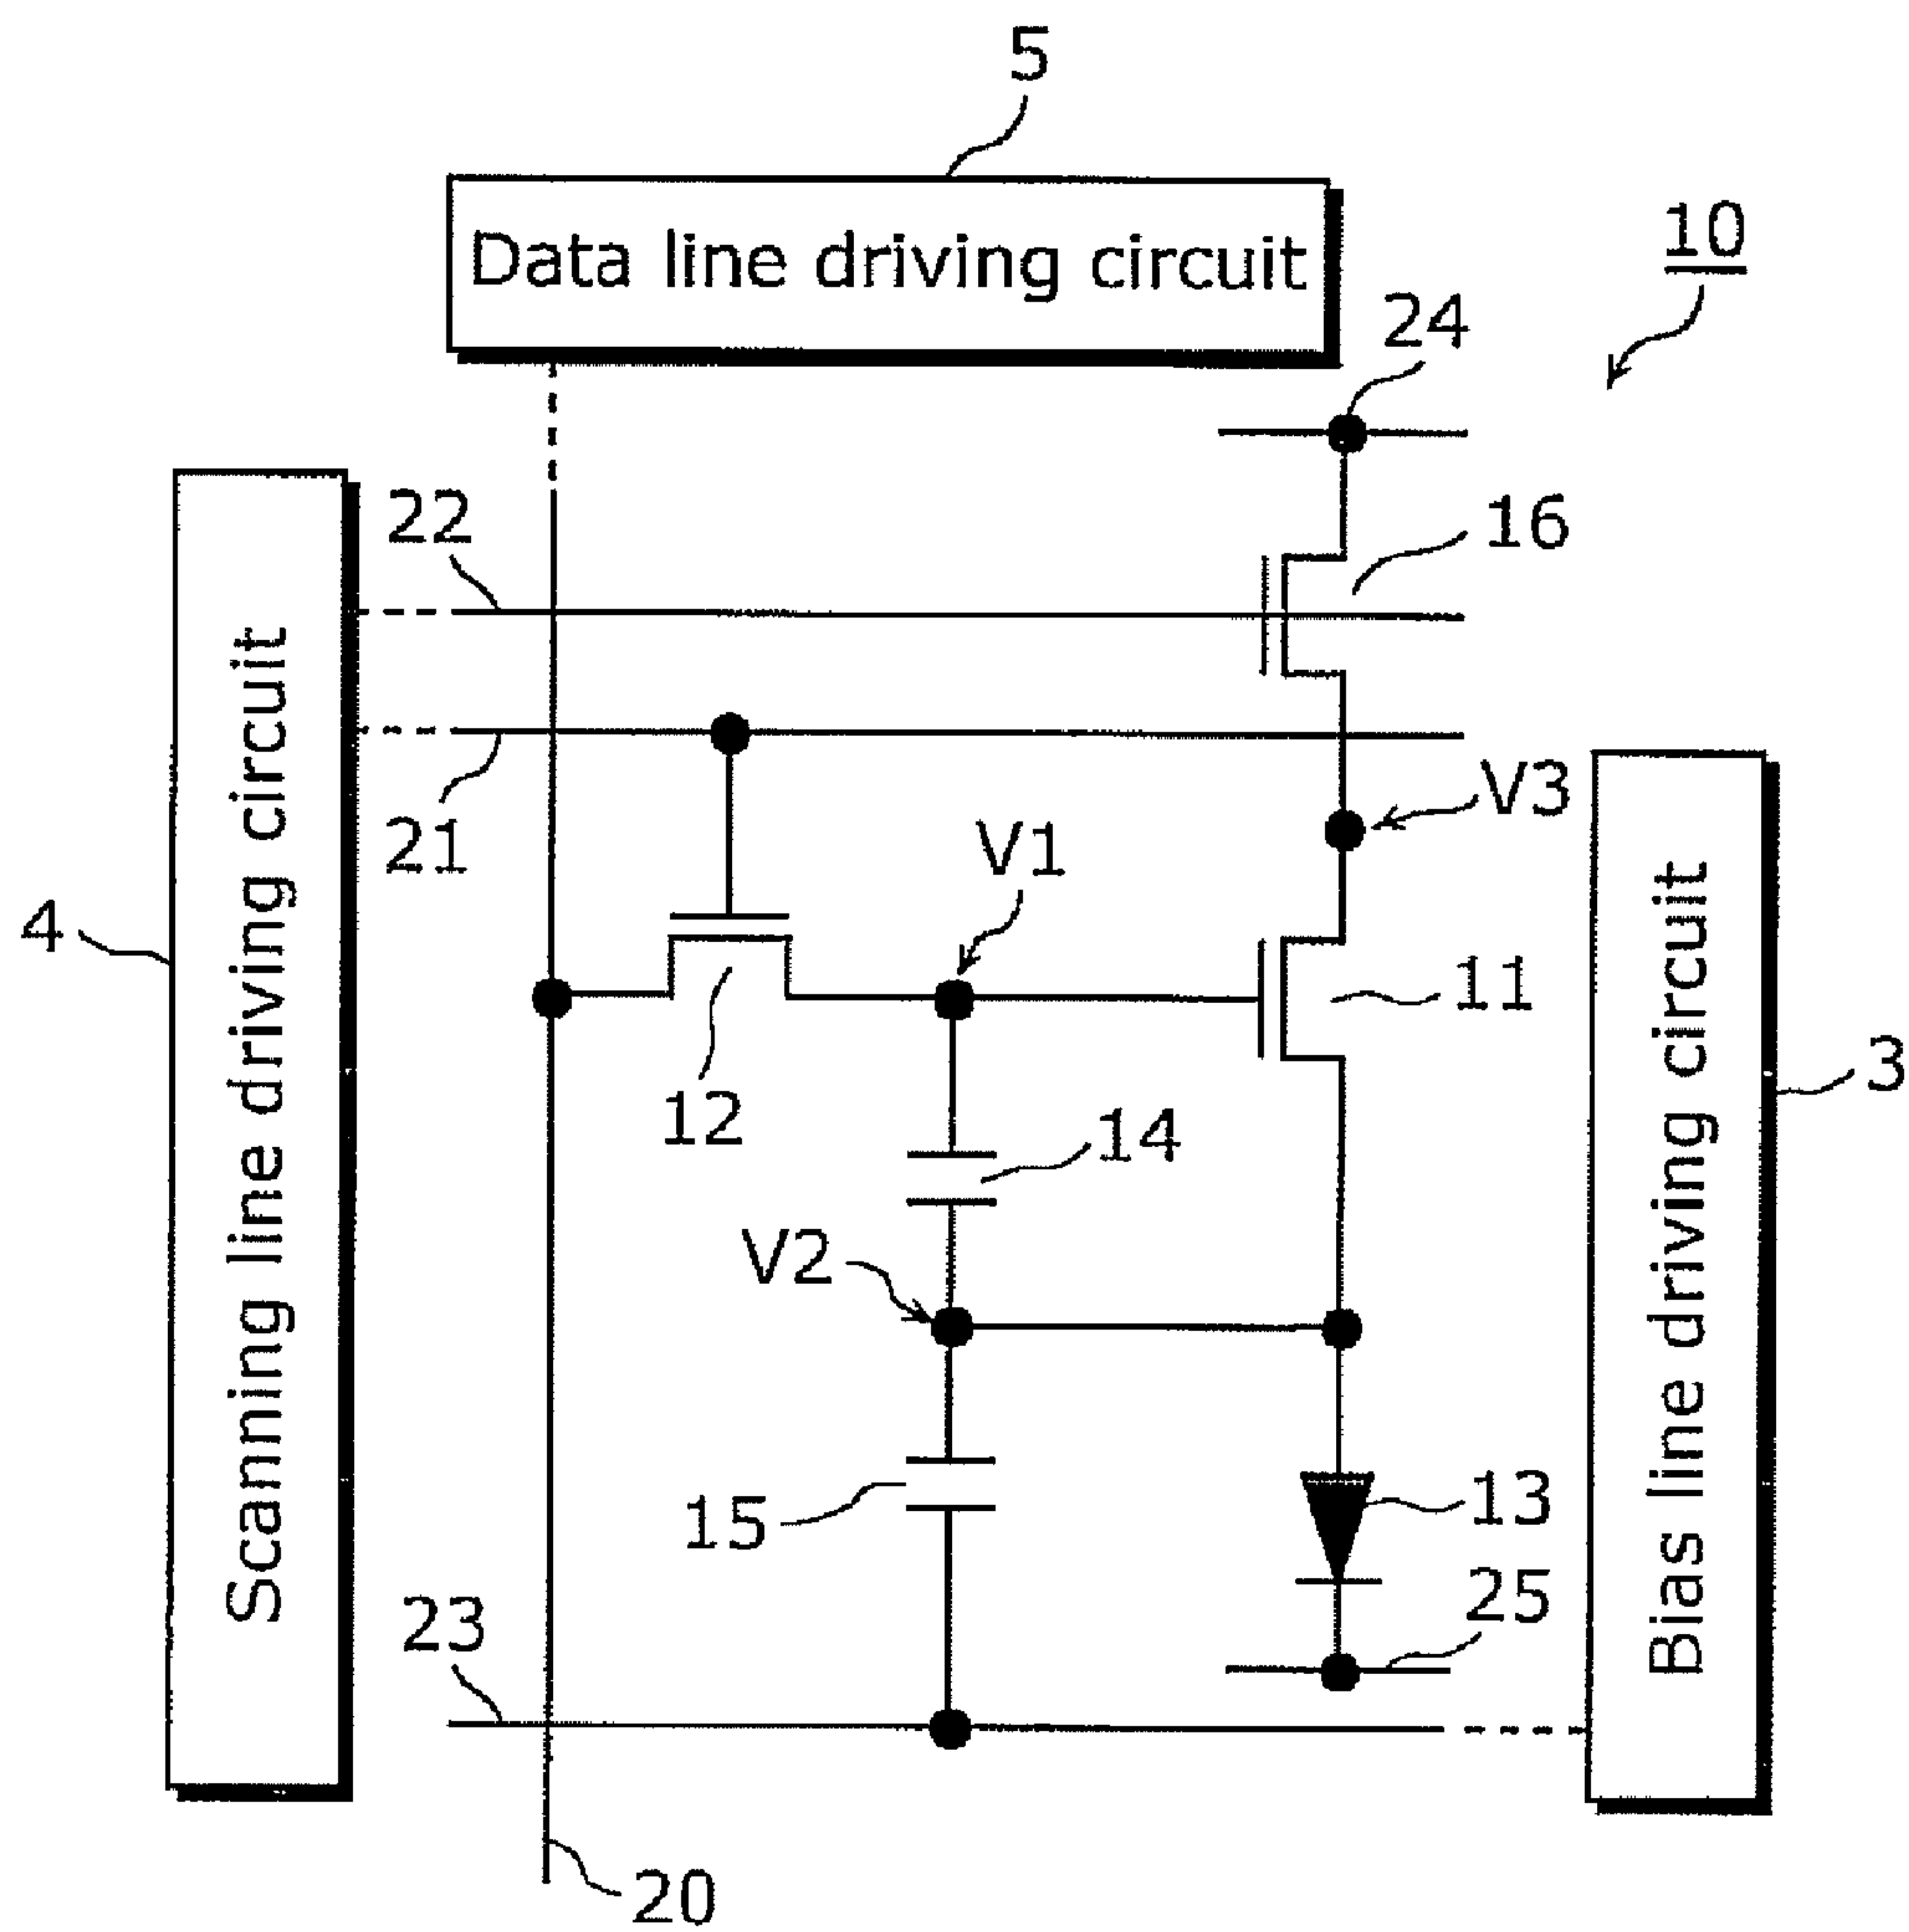 5
Data line driving circuit
10
24
22
16
21
V3
V1
4
Scanning line driving circuit
11
12
14
3
Bias line driving circuit
V2
13
15
25
23
20